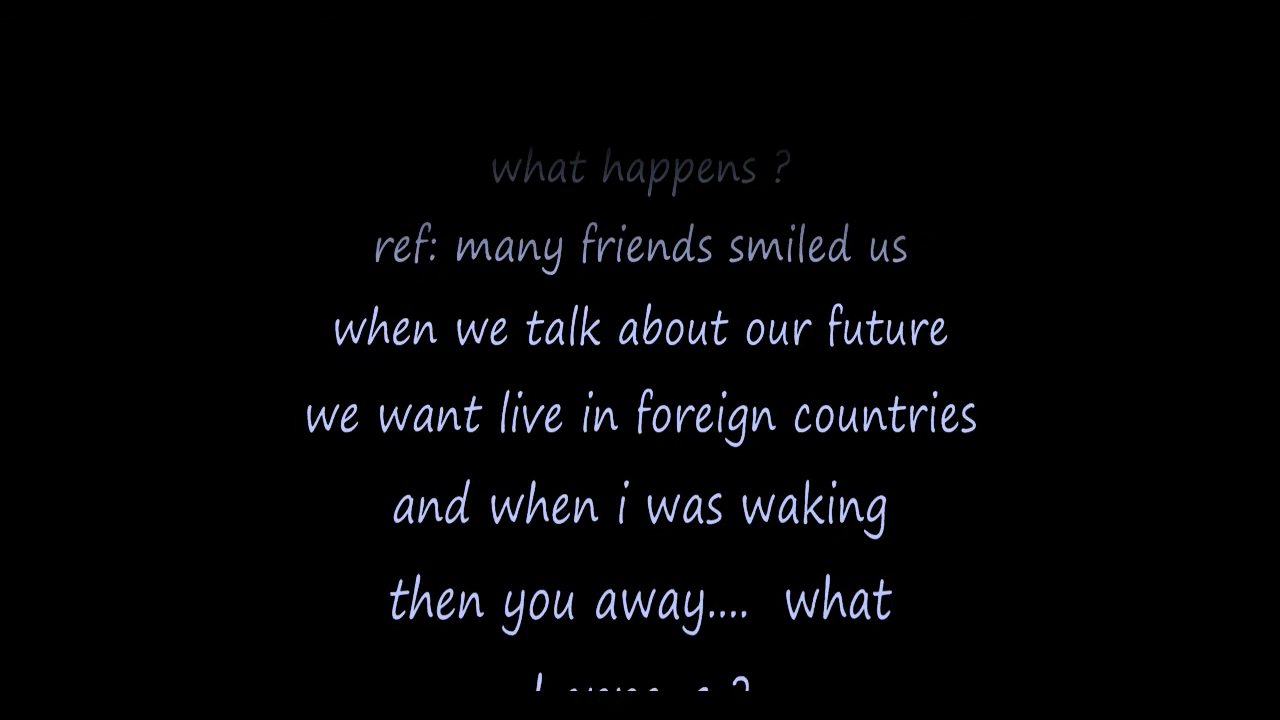 what happens ?
ref: many friends smiled us
when we talk about our future
we want live in foreign countries
and when i was waking
then you away.... what